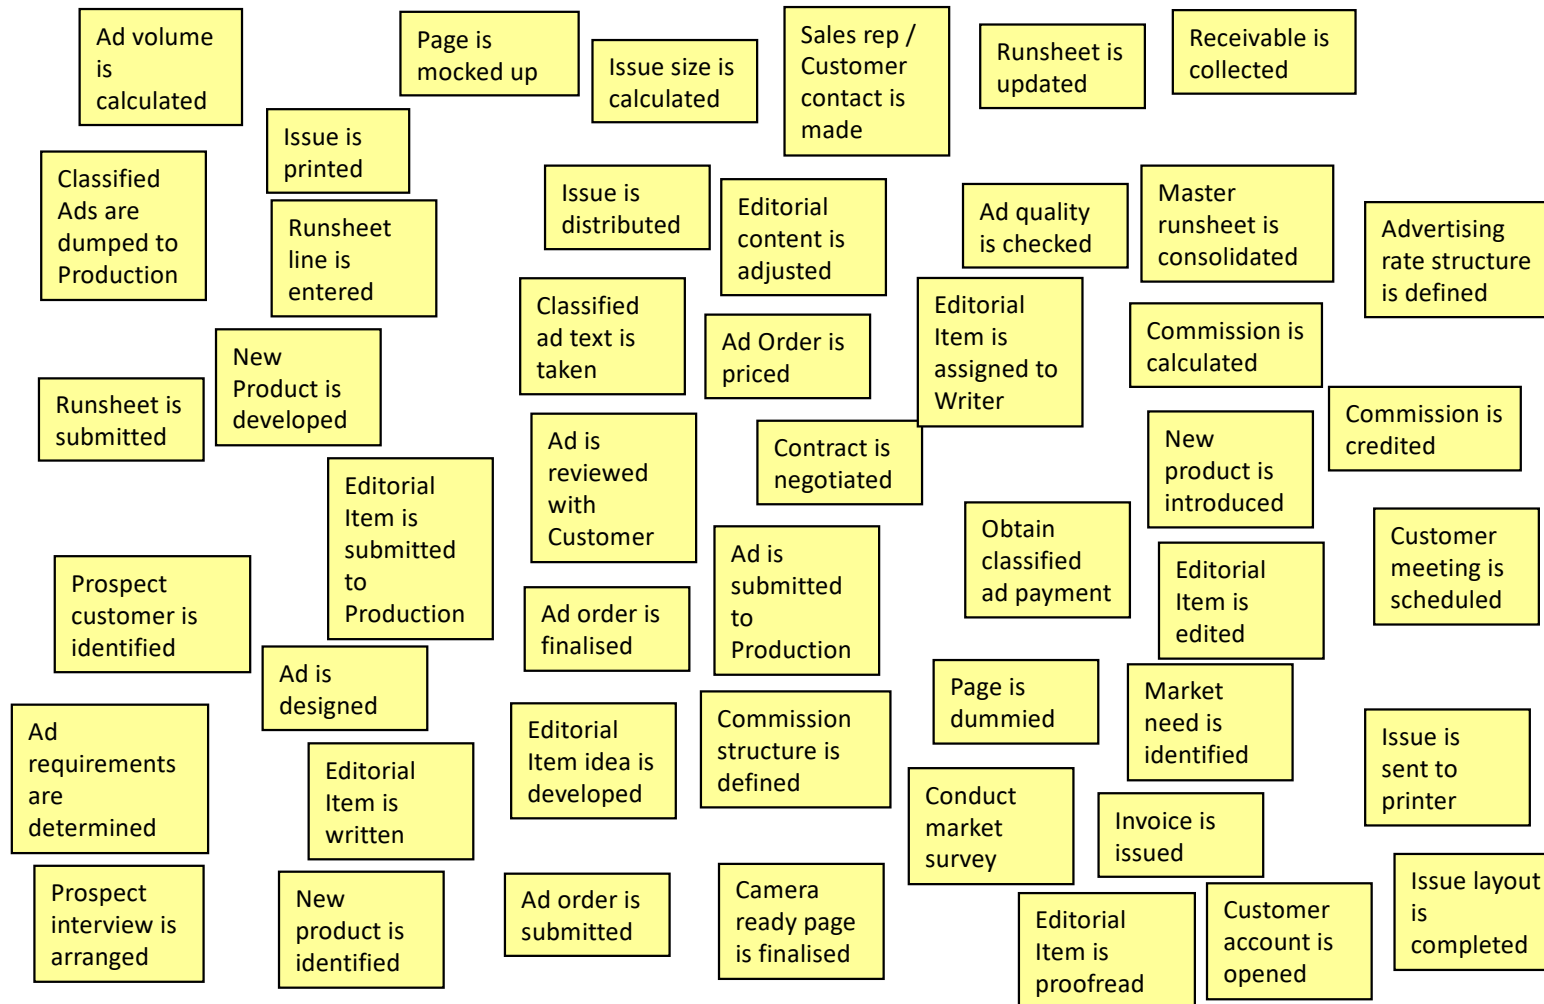 Ad volume
is
calculated
Page is
mocked up
Issue size is
calculated
Sales rep /
Customer
contact is
made
Runsheet is
updated
Receivable is
collected
Issue is
printed
Classified
Ads are
dumped to
Production
Runsheet
line is
entered
Issue is
distributed
Editorial
content is
adjusted
Ad quality
is checked
Master
runsheet is
consolidated
Advertising
rate structure
is defined
Classified
ad text is
taken
Ad Order is
priced
Editorial
Item is
assigned to
Writer
Commission is
calculated
New
Product is
developed
Runsheet is
submitted
Ad is
reviewed
with
Customer
Contract is
negotiated
New
product is
introduced
Commission is
credited
Editorial
Item is
submitted
to
Production
Obtain
classified
ad payment
Customer
meeting is
scheduled
Prospect
customer is
identified
Ad order is
finalised
Ad is
submitted
to
Production
Editorial
Item is
edited
Ad is
designed
Page is
dummied
Market
need is
identified
Ad
requirements
are
determined
Editorial
Item is
written
Editorial
Item idea is
developed
Commission
structure is
defined
Conduct
market
survey
Invoice is
issued
Issue is
sent to
printer
Prospect
interview is
arranged
New
product is
identified
Ad order is
submitted
Camera
ready page
is finalised
Editorial
Item is
proofread
Customer
account is
opened
Issue layout
is
completed